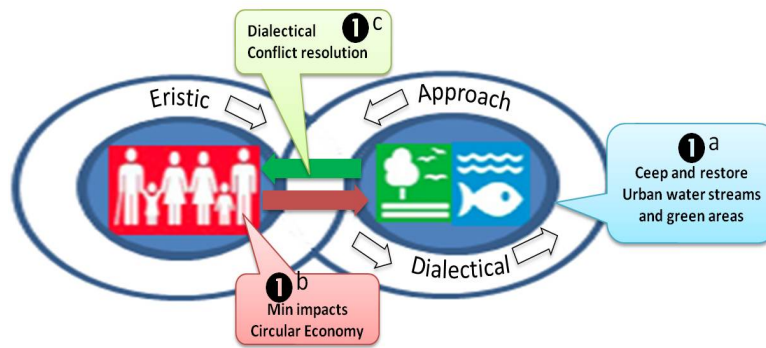 Dialectical 1 c
Conflict resolution
Eristic
Approach
1 a
Ceep and restore
Urban water streams
and green areas
Dialectical
1 b
Min impacts
Circular Economy